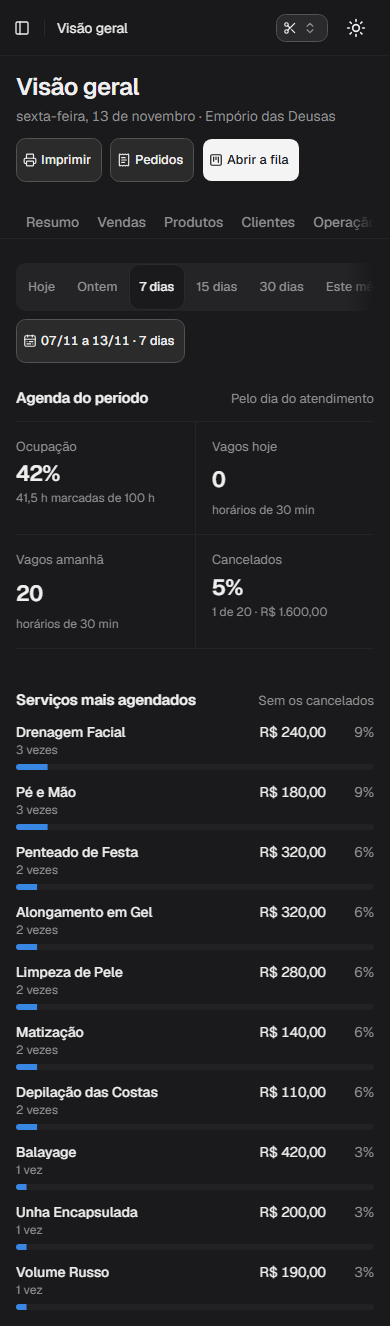 Visão geral
Visão geral
sexta-feira, 13 de novembro · Empório das Deusas
Imprimir
Pedidos
Abrir a fila
Resumo
Vendas
Produtos
Clientes
Operaçã
Hoje
Ontem
7 dias
15 dias
30 dias
Este mê
07/11 a 13/11 · 7 dias
Agenda do período
Pelo dia do atendimento
Ocupação
42%
41,5 h marcadas de 100 h
Vagos hoje
0
horários de 30 min
Vagos amanhã
20
horários de 30 min
Cancelados
5%
1 de 20 · R$ 1.600,00
Serviços mais agendados
Sem os cancelados
Drenagem Facial R$ 240,00 9%
3 vezes
Pé e Mão R$ 180,00 9%
3 vezes
Penteado de Festa R$ 320,00 6%
2 vezes
Alongamento em Gel R$ 320,00 6%
2 vezes
Limpeza de Pele R$ 280,00 6%
2 vezes
Matização R$ 140,00 6%
2 vezes
Depilação das Costas R$ 110,00 6%
2 vezes
Balayage R$ 420,00 3%
1 vez
Unha Encapsulada R$ 200,00 3%
1 vez
Volume Russo R$ 190,00 3%
1 vez